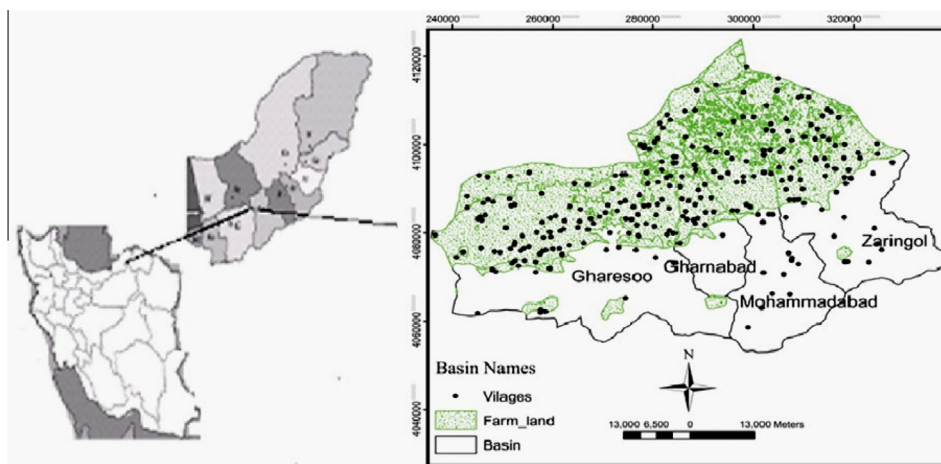 240000 260000 280000 300000 320000
4120000
4100000
4080000
4060000
4040000
Zaringol
Gharesoo
Gharnabad
Mohammadabad
Basin Names
Vilages
Farm_land
Basin
N
13,000 6,500 0 13,000 Meters